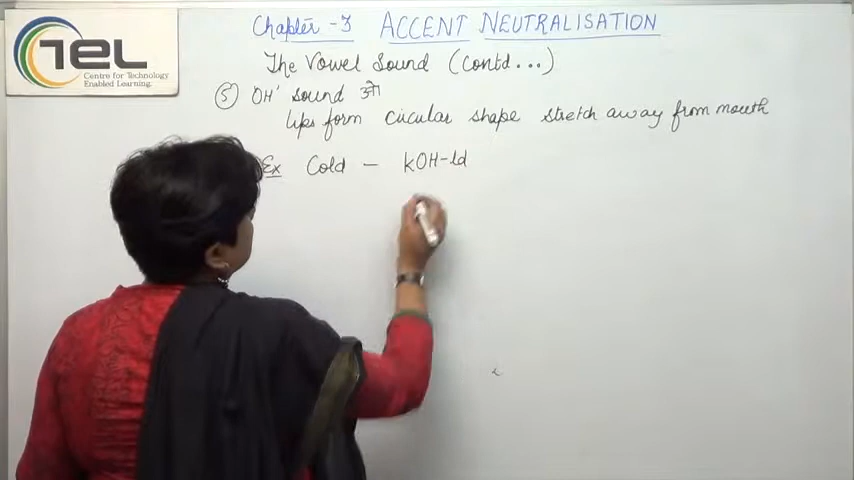 TEL
Centre for Technology
Enabled Learning
Chapter - 3 ACCENT NEUTRALISATION
The Vowel Sound (Contd...)
(5) 'OH' sound ओ
lips form circular shape stretch away from mouth
Ex Cold - KOH-ld